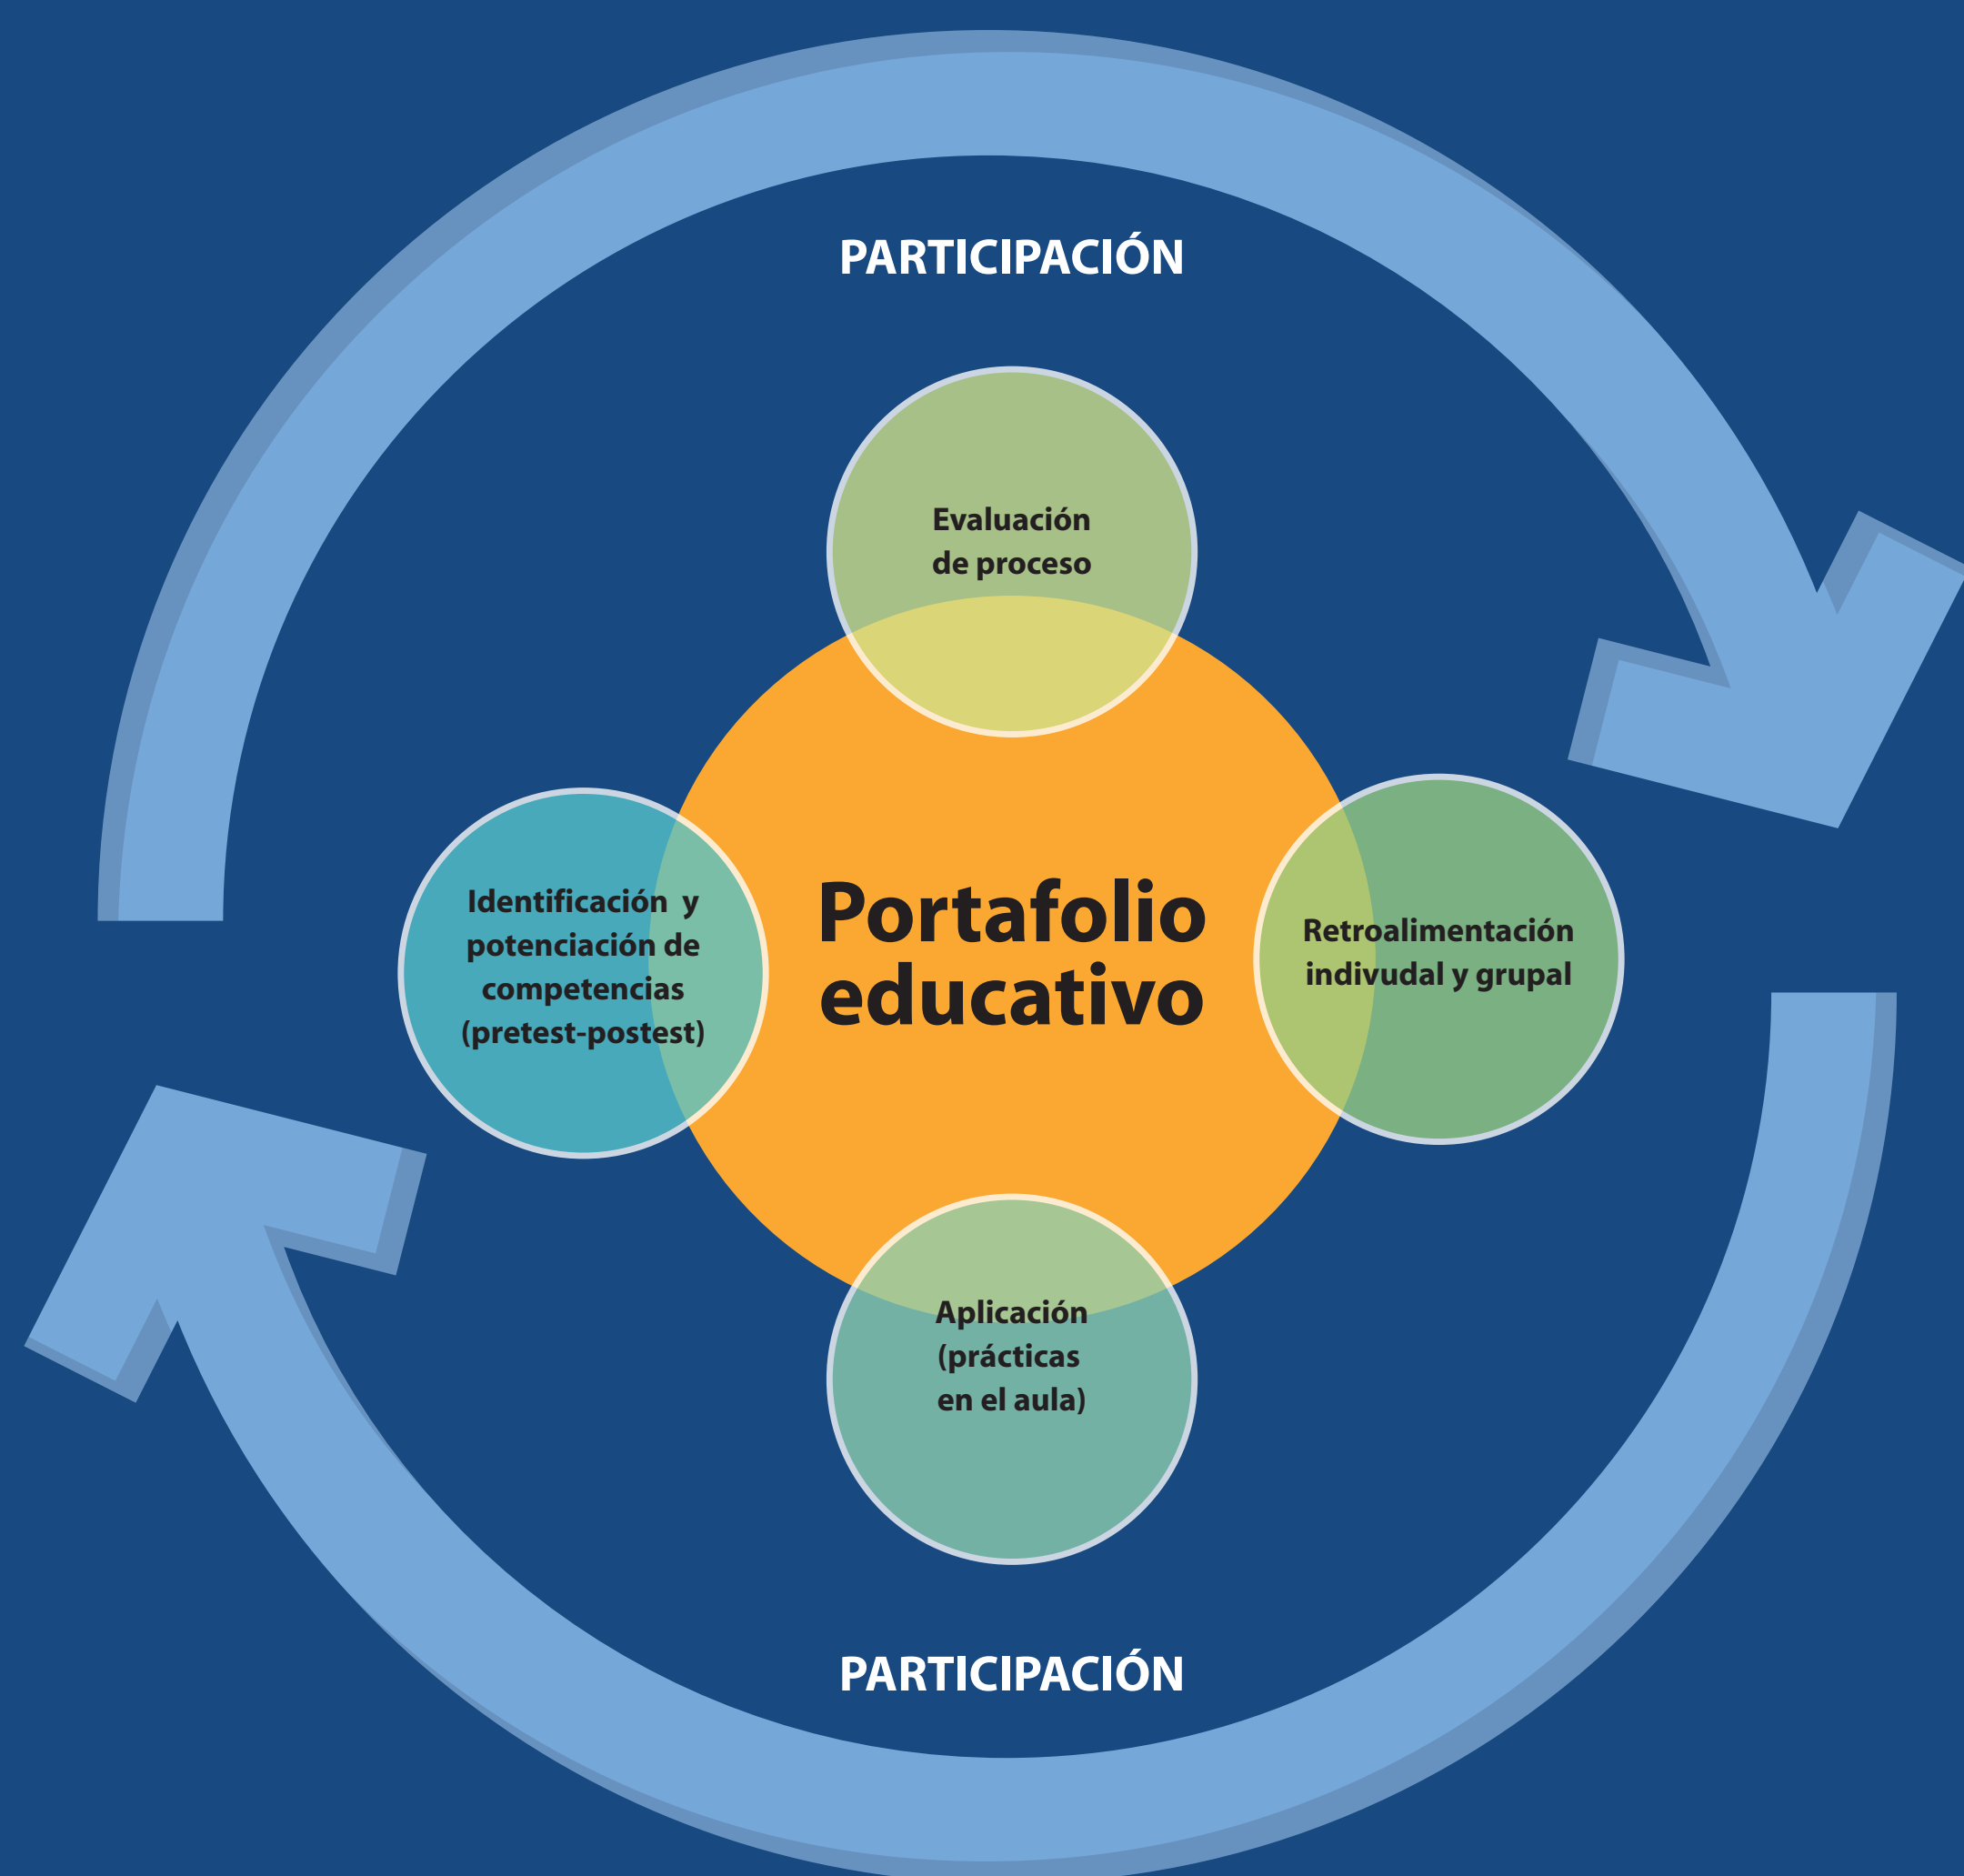 PARTICIPACIÓN
Evaluación
de proceso
Identificación y
potenciación de
competencias
(pretest-postest)
Portafolio
educativo
Retroalimentación
indivudal y grupal
Aplicación
(prácticas
en el aula)
PARTICIPACIÓN